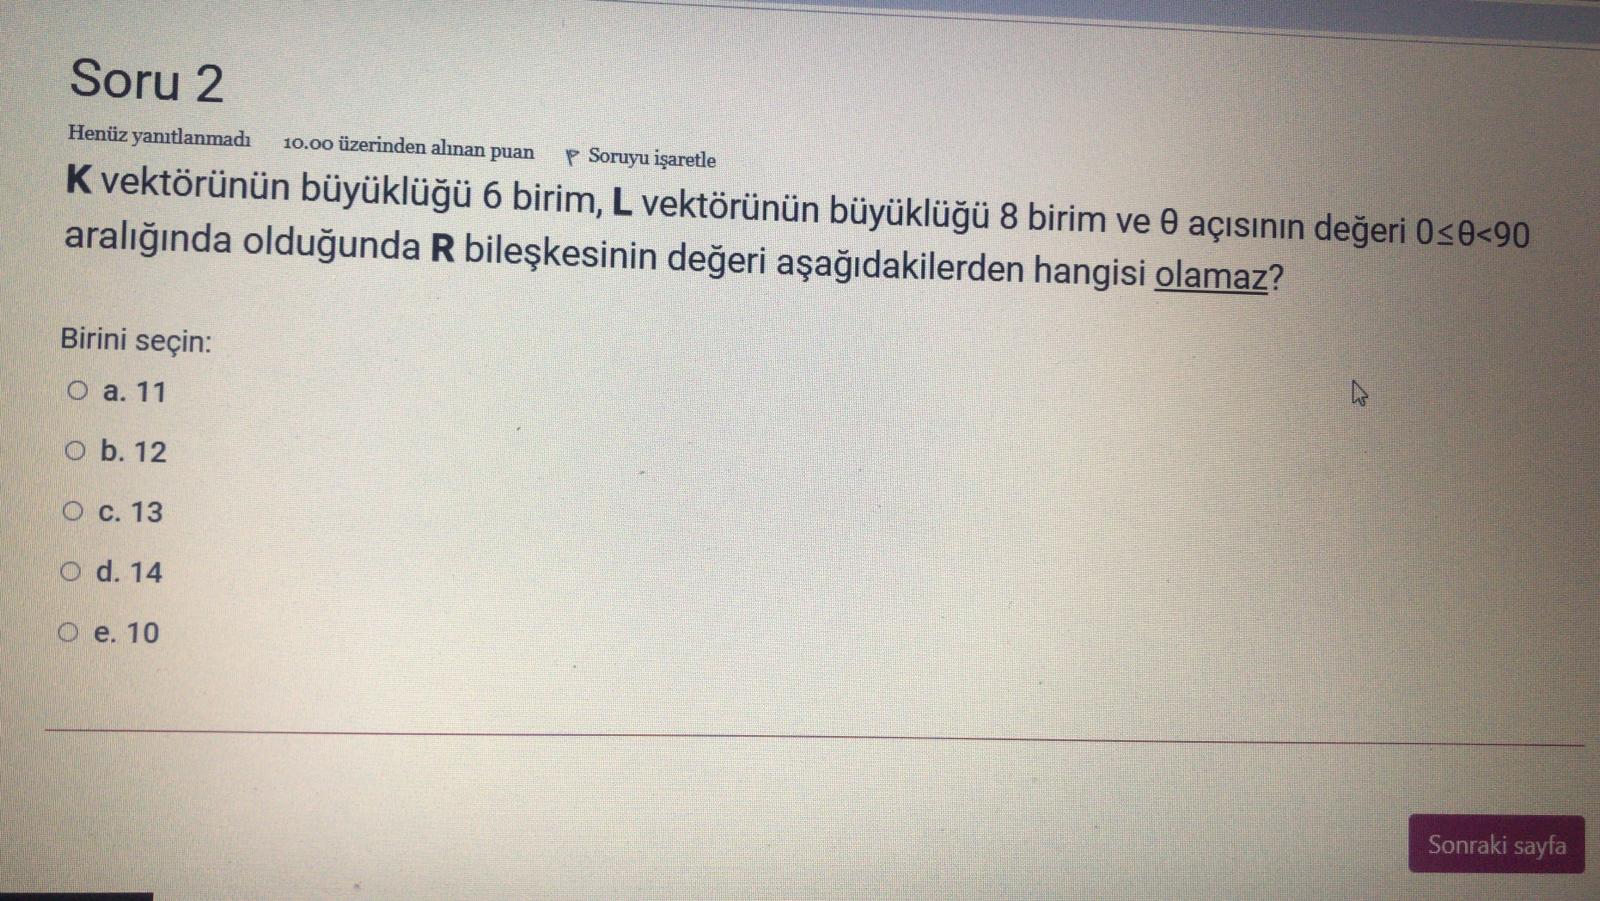 Soru 2
Henüz yanıtlanmadı 10.00 üzerinden alınan puan Soruyu işaretle
K vektörünün büyüklüğü 6 birim, L vektörünün büyüklüğü 8 birim ve θ açısının değeri 0≤θ<90
aralığında olduğunda R bileşkesinin değeri aşağıdakilerden hangisi olamaz?
Birini seçin:
a. 11
b. 12
c. 13
d. 14
e. 10
Sonraki sayfa